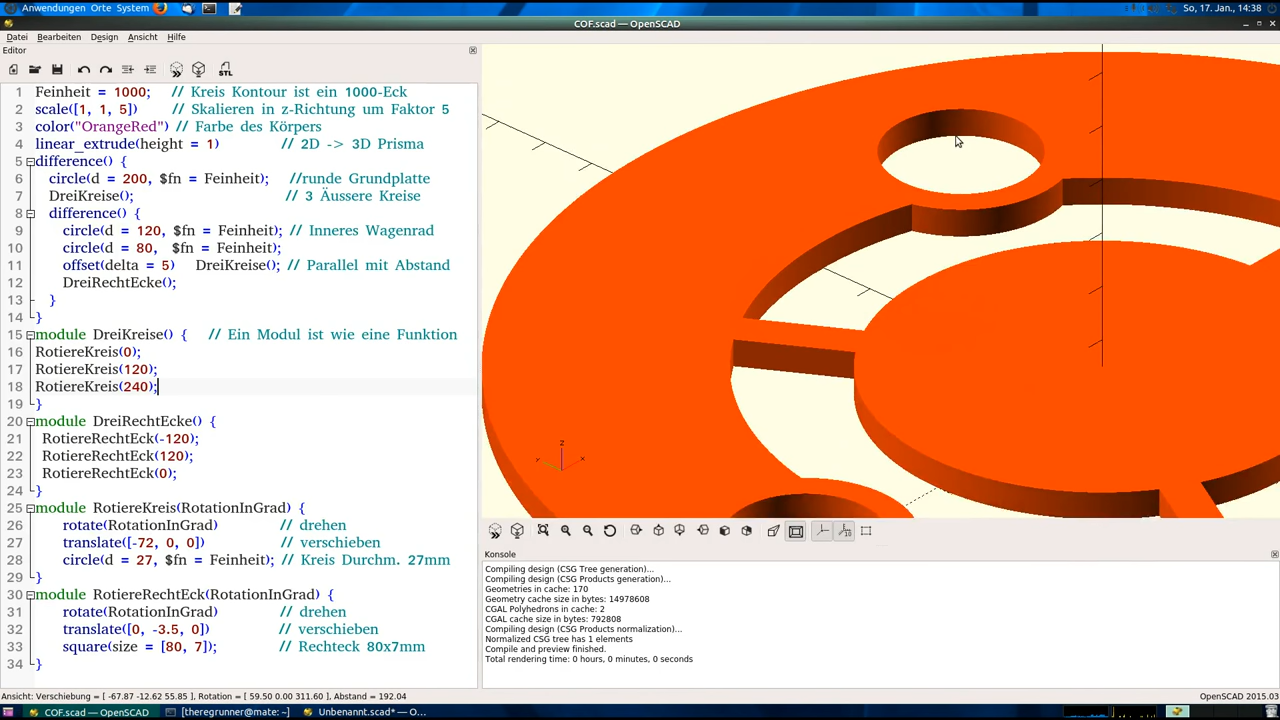 Anwendungen Orte System
So, 17. Jan., 14:38
COF.scad — OpenSCAD
Datei Bearbeiten Design Ansicht Hilfe
Editor
STL
1 Feinheit = 1000; // Kreis Kontour ist ein 1000-Eck
2 scale([1, 1, 5]) // Skalieren in z-Richtung um Faktor 5
3 color("OrangeRed") // Farbe des Körpers
4 linear_extrude(height = 1) // 2D -> 3D Prisma
5 difference() {
6 circle(d = 200, $fn = Feinheit); //runde Grundplatte
7 DreiKreise(); // 3 Äussere Kreise
8 difference() {
9 circle(d = 120, $fn = Feinheit); // Inneres Wagenrad
10 circle(d = 80, $fn = Feinheit);
11 offset(delta = 5) DreiKreise(); // Parallel mit Abstand
12 DreiRechtEcke();
13 }
14 }
15 module DreiKreise() { // Ein Modul ist wie eine Funktion
16 RotiereKreis(0);
17 RotiereKreis(120);
18 RotiereKreis(240);
19 }
20 module DreiRechtEcke() {
21 RotiereRechtEck(-120);
22 RotiereRechtEck(120);
23 RotiereRechtEck(0);
24 }
25 module RotiereKreis(RotationInGrad) {
26 rotate(RotationInGrad) // drehen
27 translate([-72, 0, 0]) // verschieben
28 circle(d = 27, $fn = Feinheit); // Kreis Durchm. 27mm
29 }
30 module RotiereRechtEck(RotationInGrad) {
31 rotate(RotationInGrad) // drehen
32 translate([0, -3.5, 0]) // verschieben
33 square(size = [80, 7]); // Rechteck 80x7mm
34 }
z
Y
x
Konsole
Compiling design (CSG Tree generation)...
Compiling design (CSG Products generation)...
Geometries in cache: 170
Geometry cache size in bytes: 14978608
CGAL Polyhedrons in cache: 2
CGAL cache size in bytes: 792808
Compiling design (CSG Products normalization)...
Normalized CSG tree has 1 elements
Compile and preview finished.
Total rendering time: 0 hours, 0 minutes, 0 seconds
Ansicht: Verschiebung = [ -67.87 -12.62 55.85 ], Rotation = [ 59.50 0.00 311.60 ], Abstand = 192.04
OpenSCAD 2015.03
COF.scad — OpenSCAD
[theregrunner@mate: ~]
Unbenannt.scad* — O...